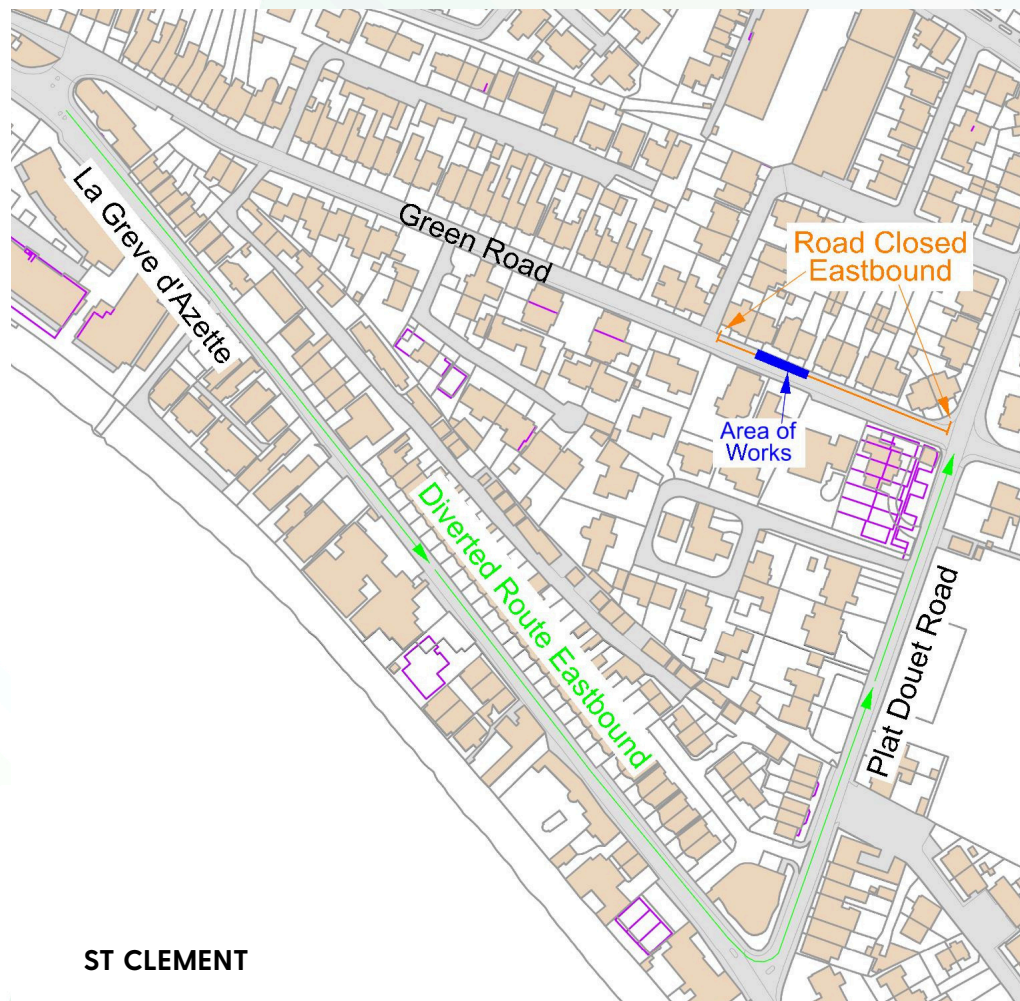 La Greve d'Azette
Green Road
Road Closed
Eastbound
Area of
Works
Diverted Route Eastbound
Plat Douet Road
ST CLEMENT